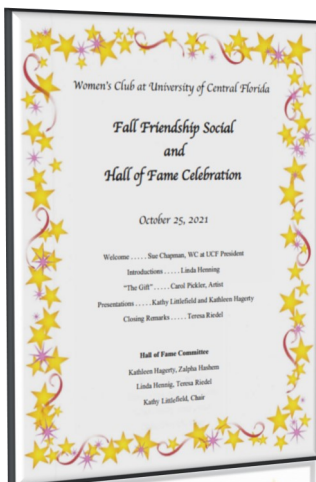 Women's Club at University of Central Florida
Fall Friendship Social
and
Hall of Fame Celebration
October 25, 2021
Welcome . . . . . Sue Chapman, WC at UCF President
Introductions . . . . . Linda Henning
"The Gift" . . . . . Carol Pickler, Artist
Presentations . . . . . Kathy Littlefield and Kathleen Hagerty
Closing Remarks . . . . . Teresa Riedel
Hall of Fame Committee
Kathleen Hagerty, Zalpha Hashem
Linda Hennig, Teresa Riedel
Kathy Littlefield, Chair